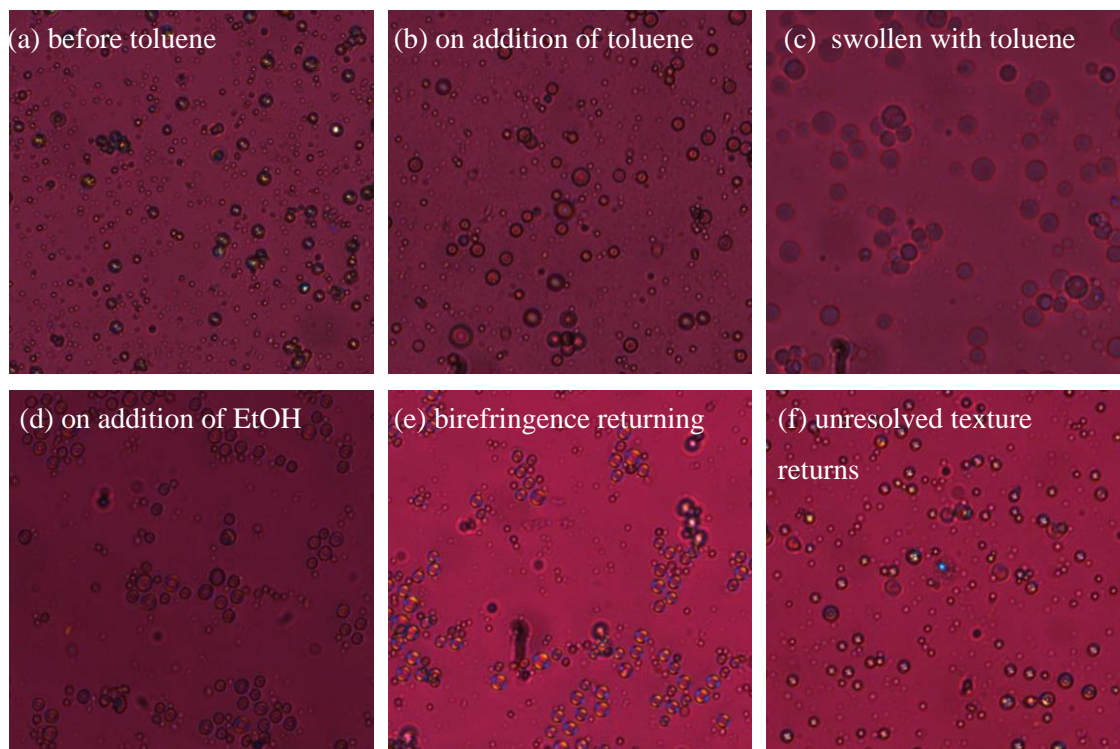 (a) before toluene
(b) on addition of toluene
(c) swollen with toluene
(d) on addition of EtOH
(e) birefringence returning
(f) unresolved texture
returns